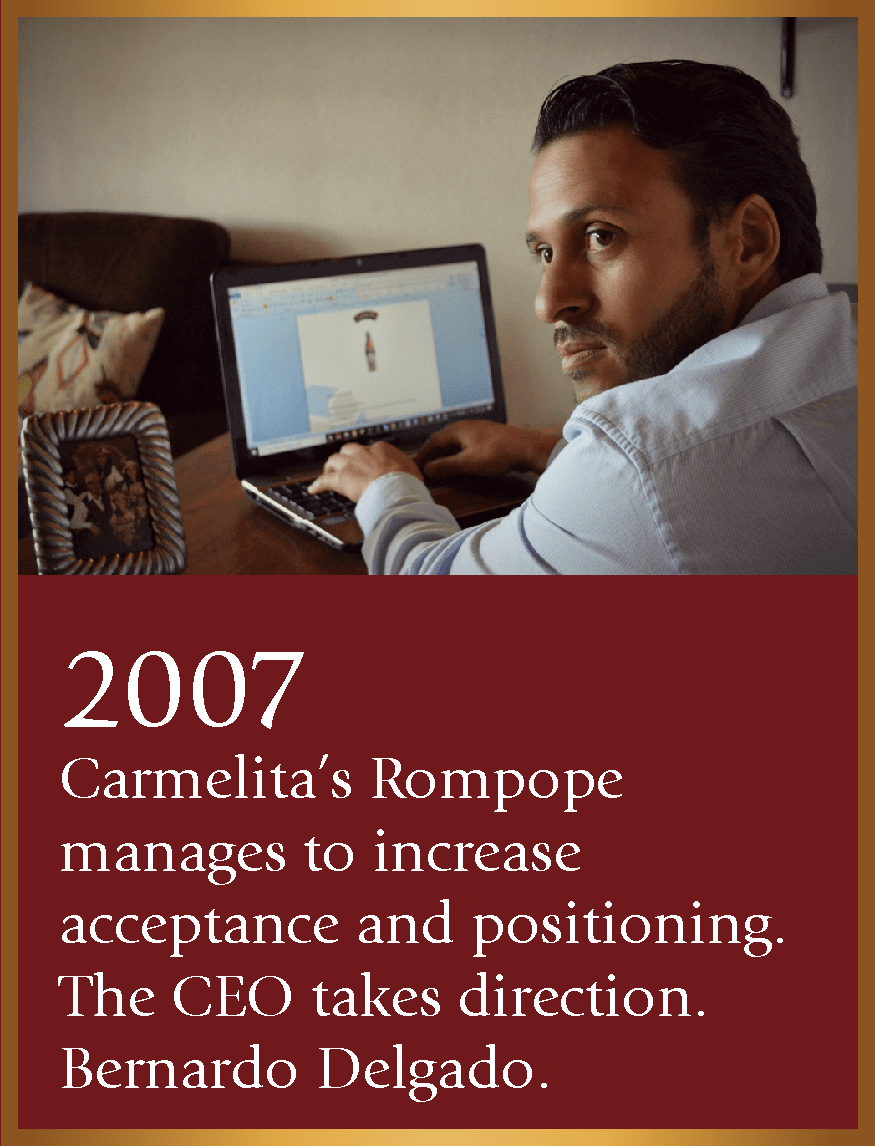 2007
Carmelita’s Rompope
manages to increase
acceptance and positioning.
The CEO takes direction.
Bernardo Delgado.